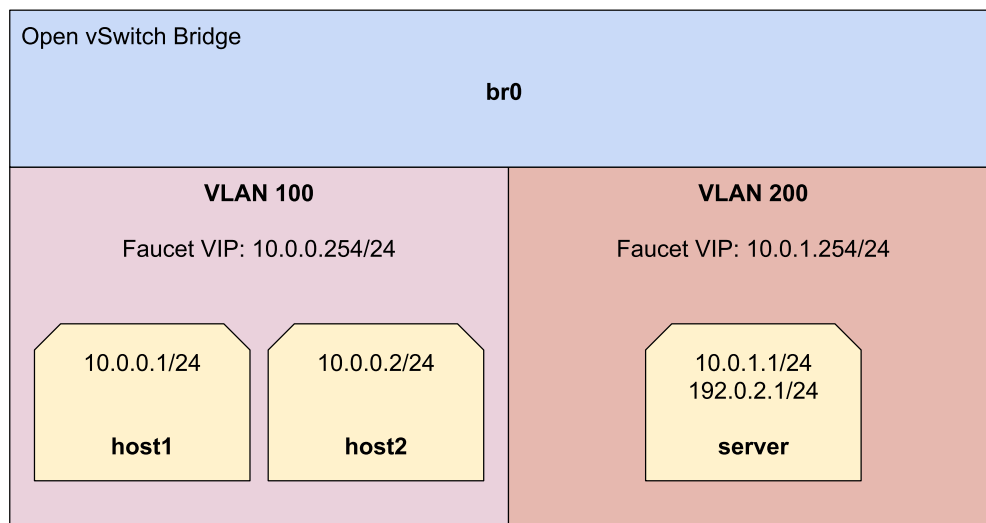 Open vSwitch Bridge
br0
VLAN 100
Faucet VIP: 10.0.0.254/24
10.0.0.1/24
host1
10.0.0.2/24
host2
VLAN 200
Faucet VIP: 10.0.1.254/24
10.0.1.1/24
192.0.2.1/24
server